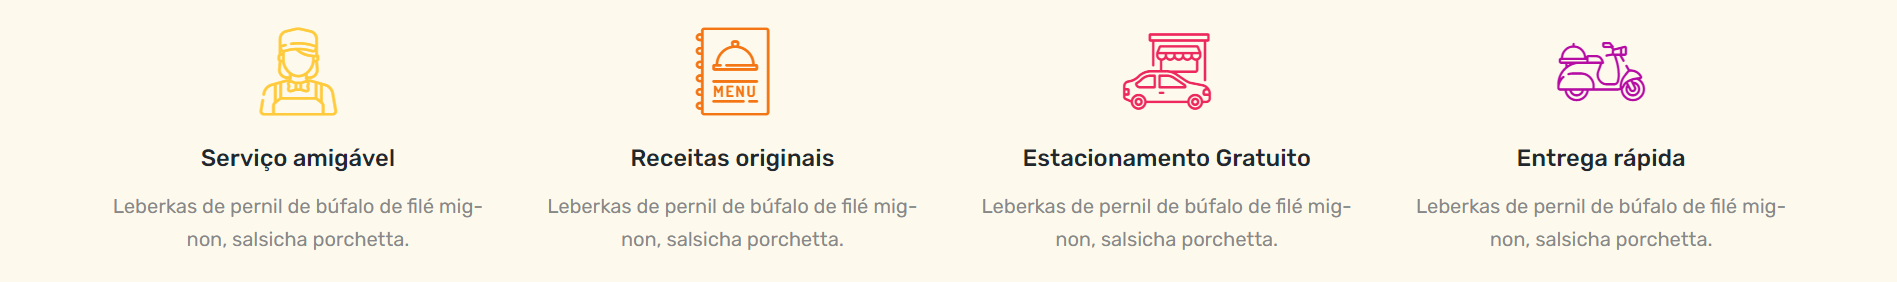 MENU
Serviço amigável
Leberkas de pernil de búfalo de filé mig-
non, salsicha porchetta.
Receitas originais
Leberkas de pernil de búfalo de filé mig-
non, salsicha porchetta.
Estacionamento Gratuito
Leberkas de pernil de búfalo de filé mig-
non, salsicha porchetta.
Entrega rápida
Leberkas de pernil de búfalo de filé mig-
non, salsicha porchetta.